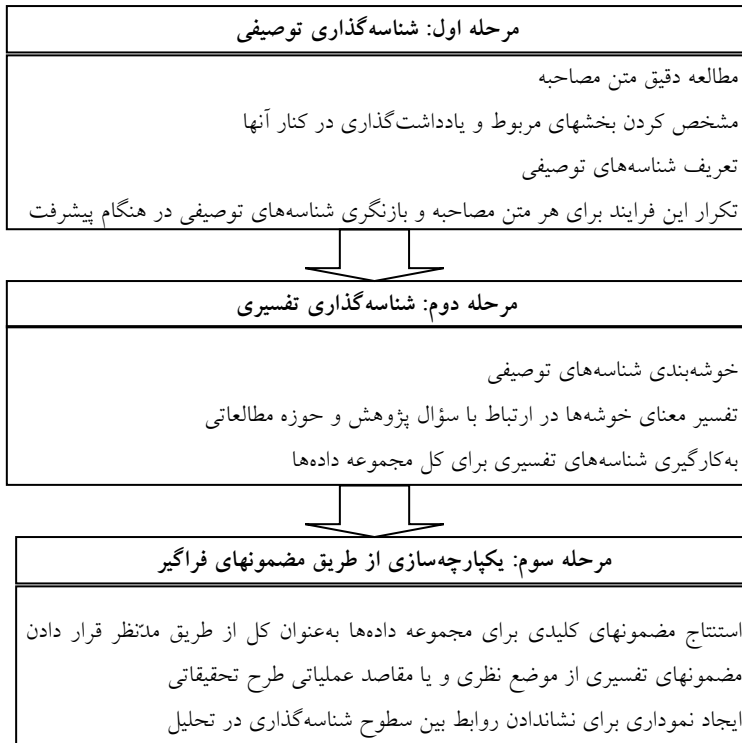 مرحله اول: شناسه‌گذاری توصیفی
مطالعه دقیق متن مصاحبه
مشخص کردن بخشهای مربوط و یادداشت‌گذاری در کنار آنها
تعریف شناسه‌های توصیفی
تکرار این فرایند برای هر متن مصاحبه و بازنگری شناسه‌های توصیفی در هنگام پیشرفت
مرحله دوم: شناسه‌گذاری تفسیری
خوشه‌بندی شناسه‌های توصیفی
تفسیر معنای خوشه‌ها در ارتباط با سؤال پژوهش و حوزه مطالعاتی
به‌کارگیری شناسه‌های تفسیری برای کل مجموعه داده‌ها
مرحله سوم: یکپارچه‌سازی از طریق مضمونهای فراگیر
استنتاج مضمونهای کلیدی برای مجموعه داده‌ها به‌عنوان کل از طریق مدّنظر قرار دادن
مضمونهای تفسیری از موضع نظری و یا مقاصد عملیاتی طرح تحقیقاتی
ایجاد نموداری برای نشاندادن روابط بین سطوح شناسه‌گذاری در تحلیل